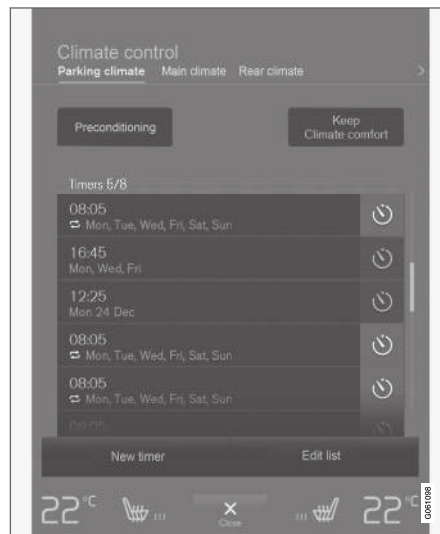 Climate control
Parking climate Main climate Rear climate
Preconditioning
Keep
Climate comfort
Timers 5/8
08:05
Mon, Tue, Wed, Fri, Sat, Sun
16:45
Mon, Wed, Fri
12:25
Mon 24 Dec
08:05
Mon, Tue, Wed, Fri, Sat, Sun
08:05
Mon, Tue, Wed, Fri, Sat, Sun
08:05
New timer Edit list
22°C 22°C
Close
G061098